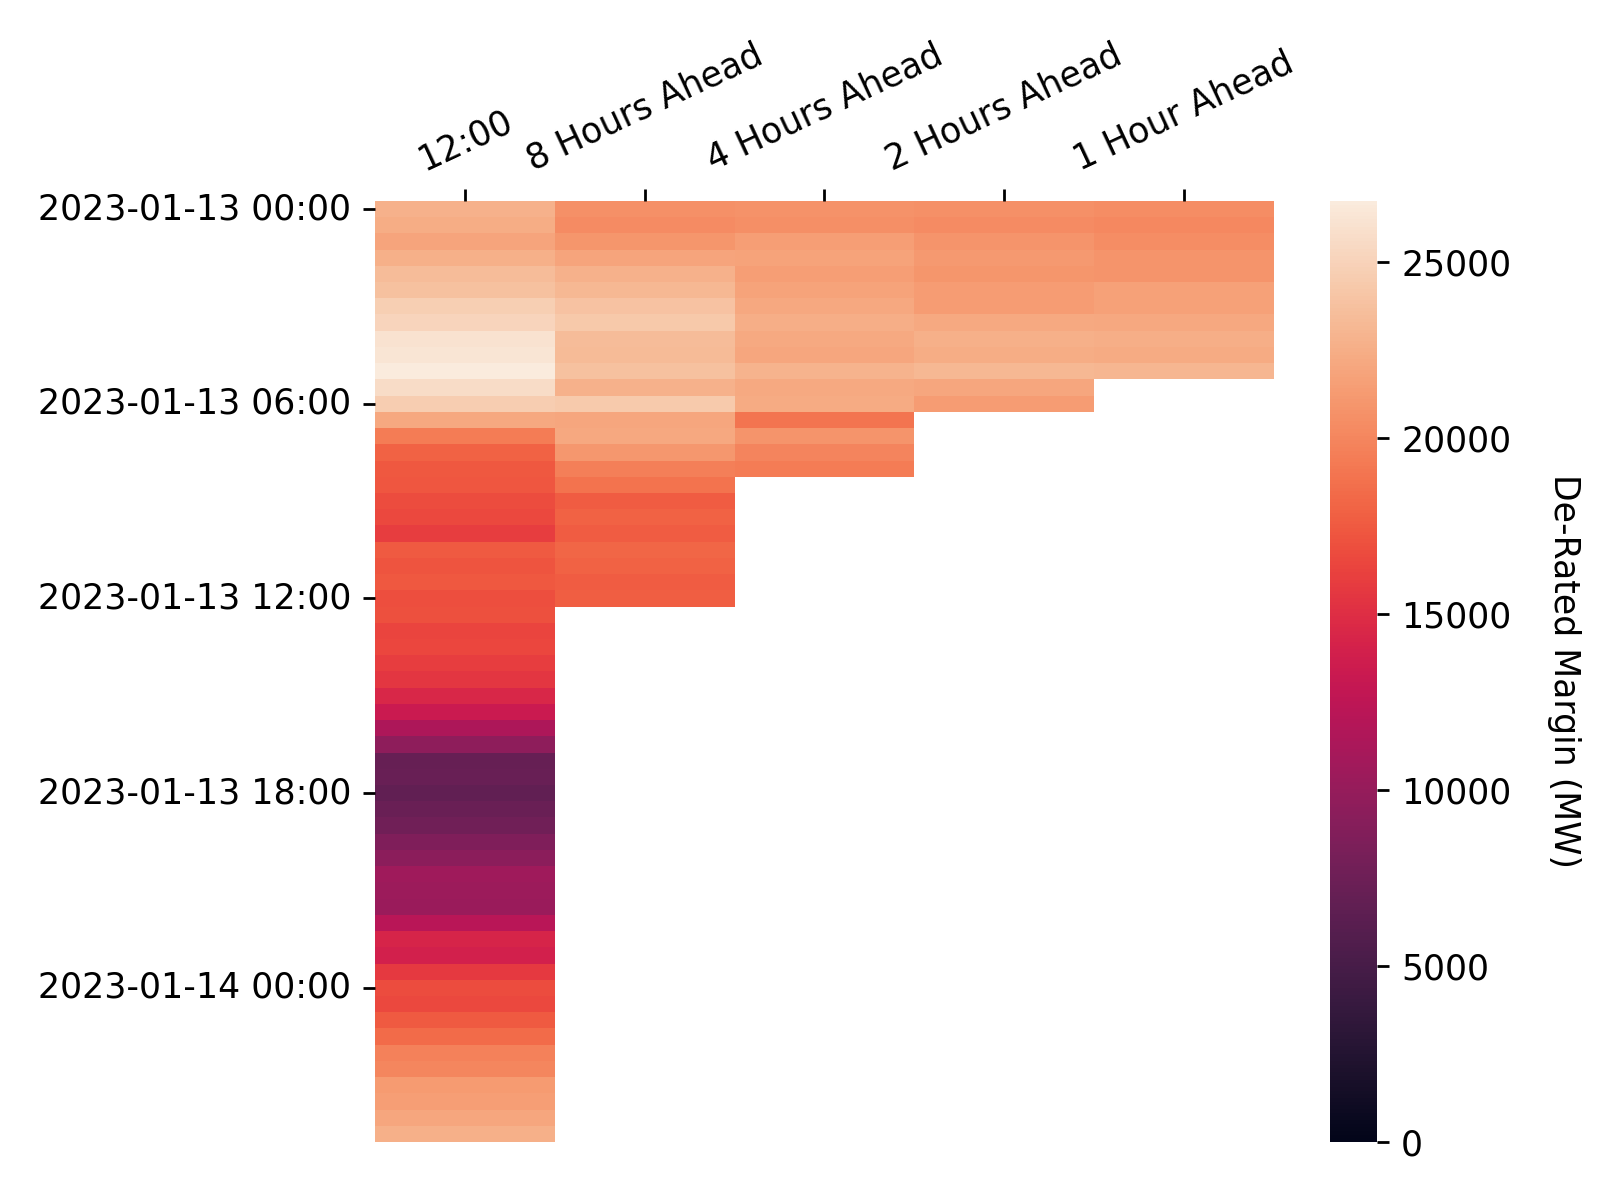 12:00
8 Hours Ahead
4 Hours Ahead
2 Hours Ahead
1 Hour Ahead
2023-01-13 00:00
2023-01-13 06:00
2023-01-13 12:00
2023-01-13 18:00
2023-01-14 00:00
25000
20000
15000
10000
5000
0
De-Rated Margin (MW)